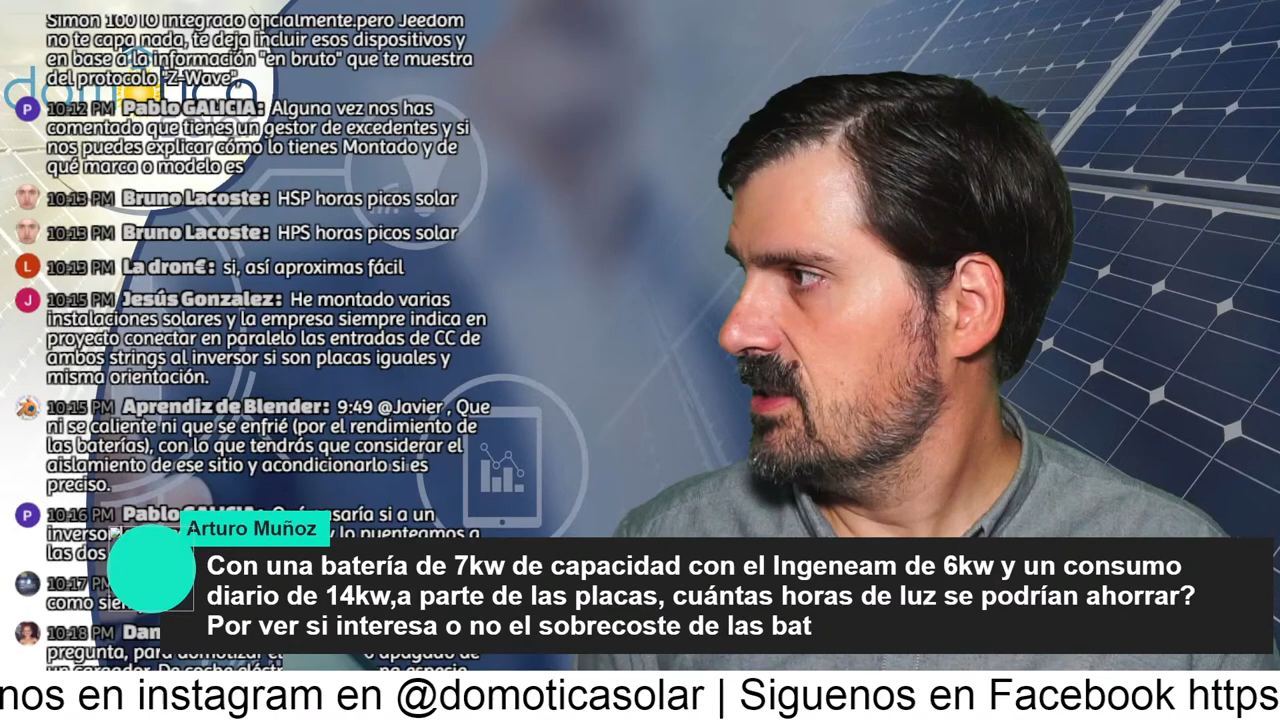 Simon 100 IO integrado oficialmente.pero Jeedom
no te capa nada, te deja incluir esos dispositivos y
en base a la información "en bruto" que te muestra
del protocolo "Z-Wave".
10:12 PM Pablo GALICIA: Alguna vez nos has
comentado que tienes un gestor de excedentes y si
nos puedes explicar cómo lo tienes Montado y de
qué marca o modelo es
10:13 PM Bruno Lacoste: HSP horas picos solar
10:13 PM Bruno Lacoste: HPS horas picos solar
10:13 PM La dron€: si, así aproximas fácil
10:15 PM Jesús Gonzalez: He montado varias
instalaciones solares y la empresa siempre indica en
proyecto conectar en paralelo las entradas de CC de
ambos strings al inversor si son placas iguales y
misma orientación.
10:15 PM Aprendiz de Blender: 9:49 @Javier , Que
ni se caliente ni que se enfrié (por el rendimiento de
las baterías), con lo que tendrás que considerar el
aislamiento de ese sitio y acondicionarlo si es
preciso.
10:16 PM Pablo si a un
y lo puenteamos a
las dos
10:17 PM
como
10:18 PM Dan
pregunta, para
Arturo Muñoz
Con una batería de 7kw de capacidad con el Ingeneam de 6kw y un consumo
diario de 14kw,a parte de las placas, cuántas horas de luz se podrían ahorrar?
Por ver si interesa o no el sobrecoste de las bat
nos en instagram en @domoticasolar | Siguenos en Facebook https